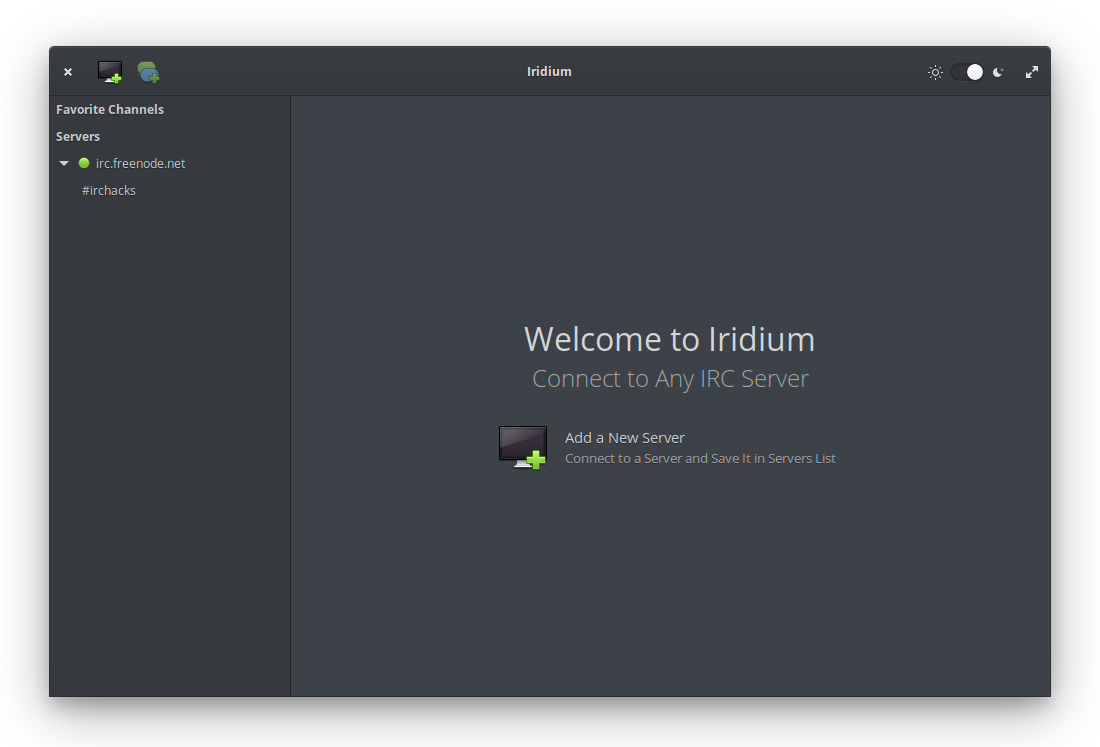 Iridium
Favorite Channels
Servers
irc.freenode.net
#irchacks
Welcome to Iridium
Connect to Any IRC Server
Add a New Server
Connect to a Server and Save It in Servers List